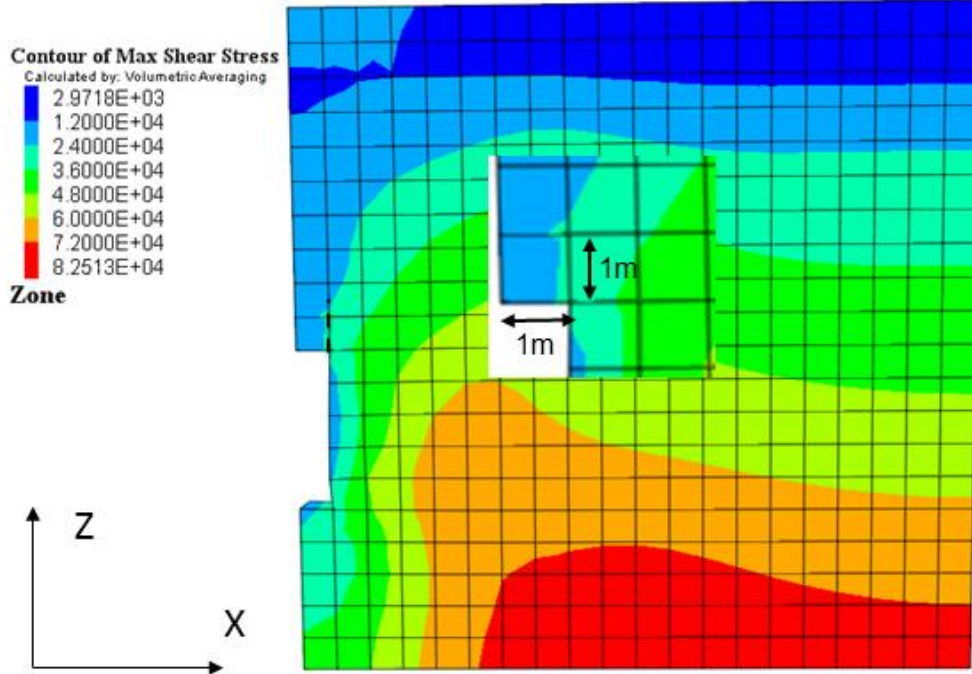 Contour of Max Shear Stress
Calculated by: Volumetric Averaging
2.9718E+03
1.2000E+04
2.4000E+04
3.6000E+04
4.8000E+04
6.0000E+04
7.2000E+04
8.2513E+04
Zone
1m
1m
Z
X